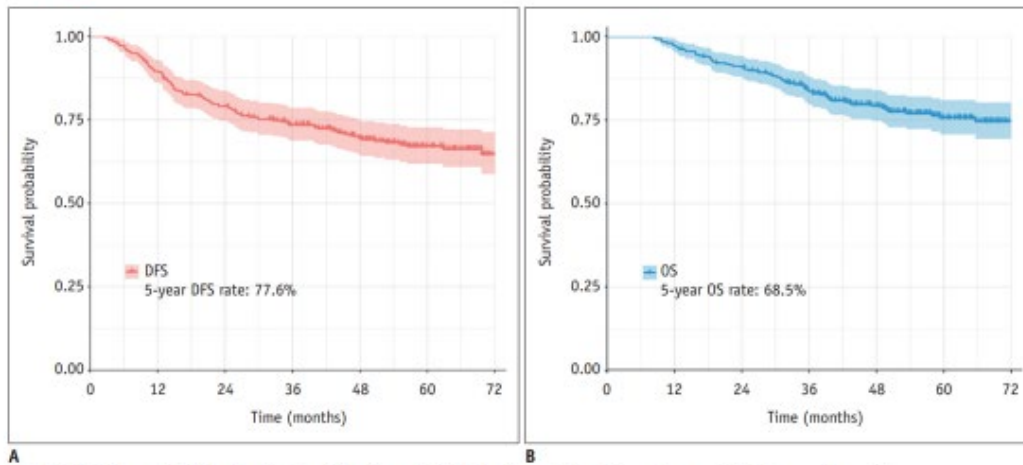 1.00
0.75
0.50
0.25
0.00
Survival probability
DFS
5-year DFS rate: 77.6%
0 12 24 36 48 60 72
Time (months)
A
1.00
0.75
0.50
0.25
0.00
Survival probability
OS
5-year OS rate: 68.5%
0 12 24 36 48 60 72
Time (months)
B